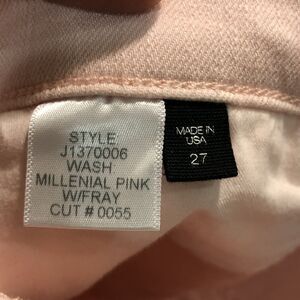 STYLE
J1370006
WASH
MILLENIAL PINK
W/FRAY
CUT # 0055
MADE IN
USA
27